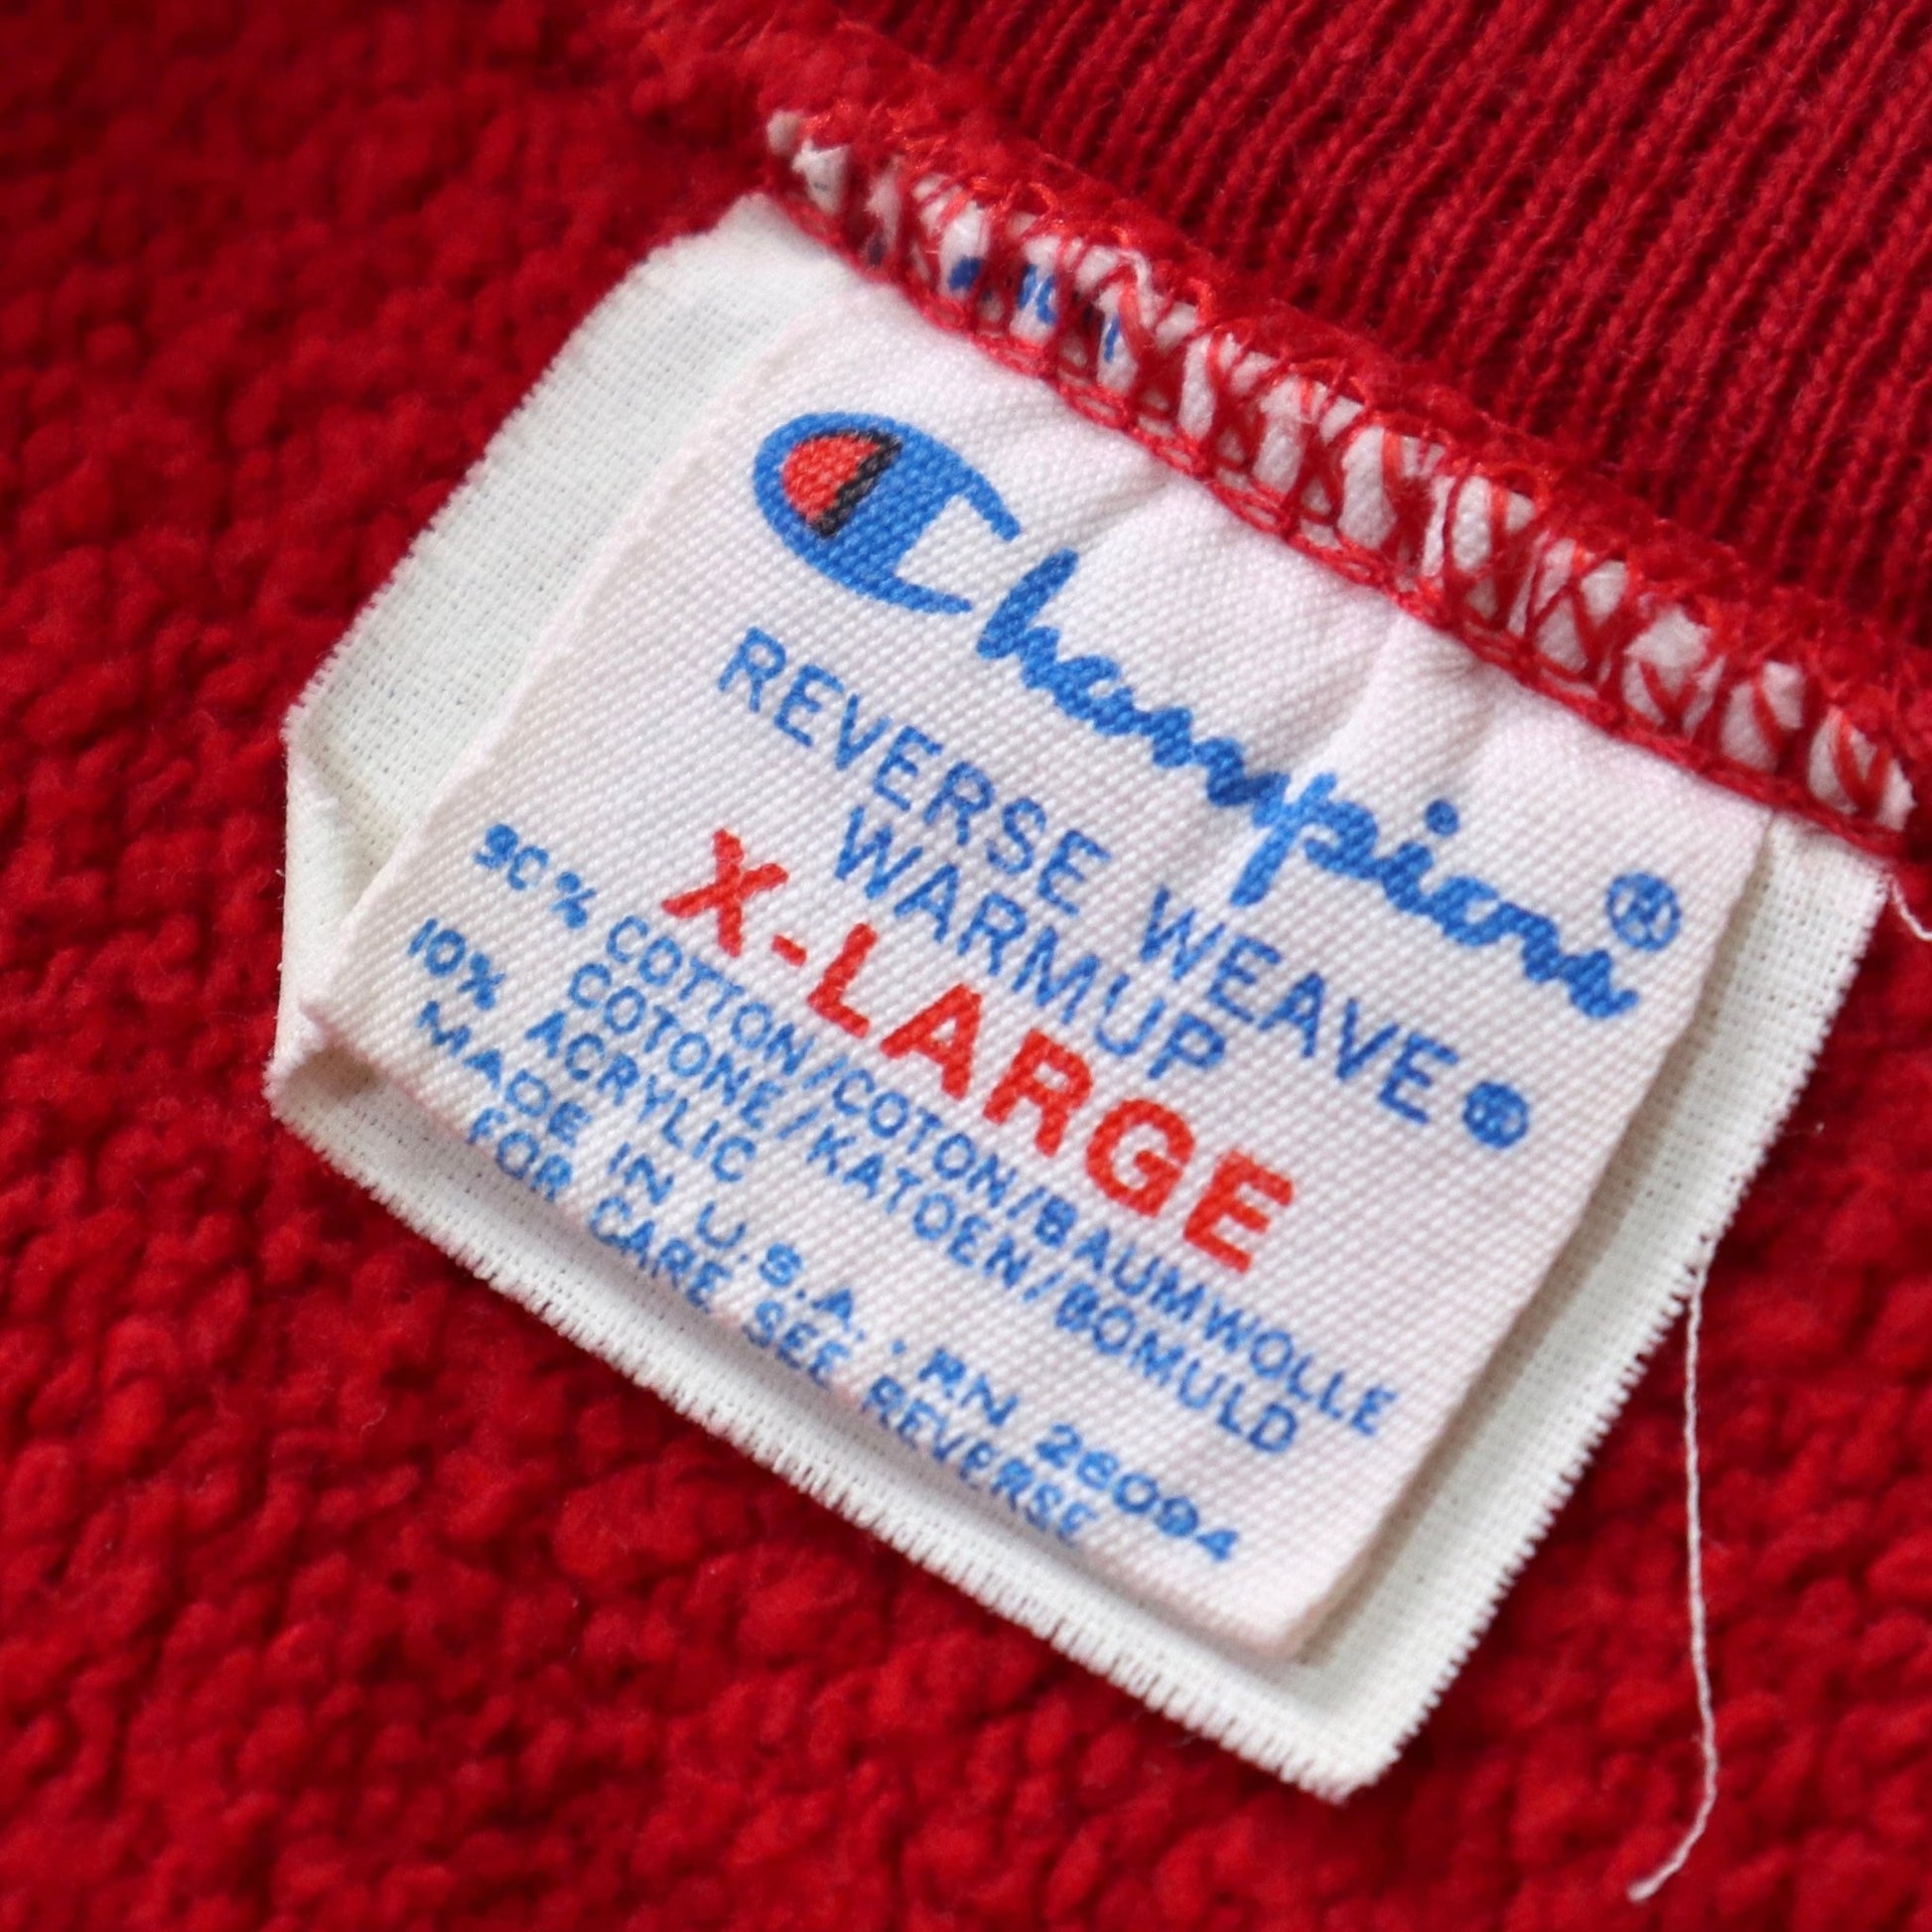 Champion®
REVERSE WEAVE®
WARMUP
X-LARGE
90% COTTON/COTON/BAUMWOLLE
COTONE/KATOEN/BOMULD
10% ACRYLIC
MADE IN U.S.A. · RN 26094
FOR CARE SEE REVERSE